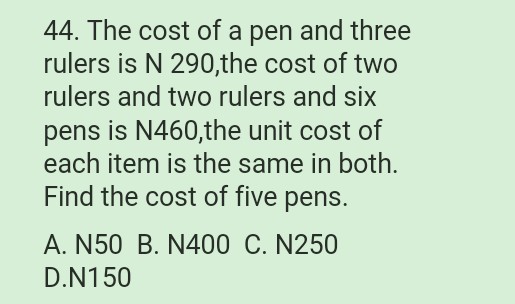 44. The cost of a pen and three
rulers is N 290,the cost of two
rulers and two rulers and six
pens is N460,the unit cost of
each item is the same in both.
Find the cost of five pens.
A. N50 B. N400 C. N250
D.N150